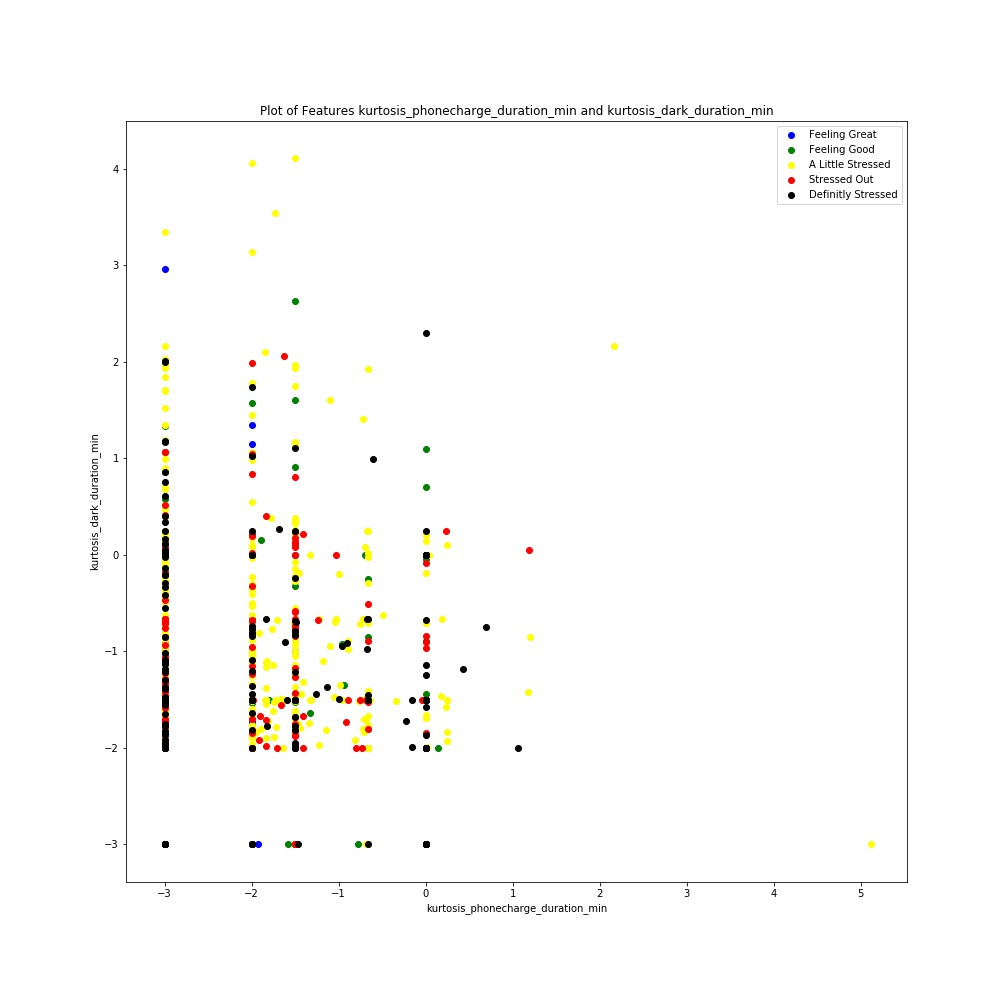 Plot of Features kurtosis_phonecharge_duration_min and kurtosis_dark_duration_min
Feeling Great
Feeling Good
A Little Stressed
Stressed Out
Definitly Stressed
kurtosis_dark_duration_min
4
3
2
1
0
−1
−2
−3
−3 −2 −1 0 1 2 3 4 5
kurtosis_phonecharge_duration_min